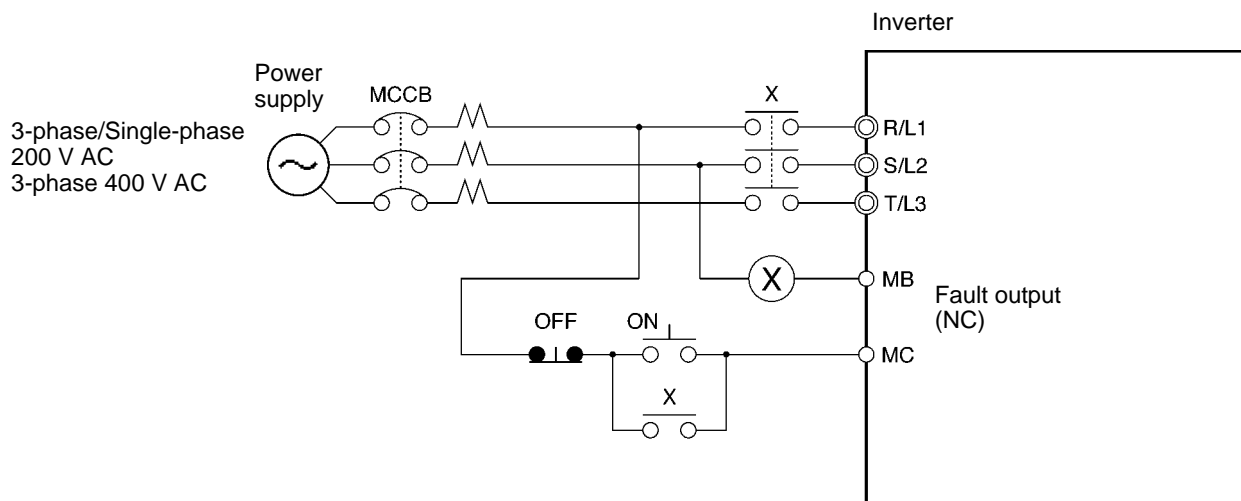 Inverter
Power
supply
MCCB
X
3-phase/Single-phase
200 V AC
3-phase 400 V AC
R/L1
S/L2
T/L3
X
MB
Fault output
(NC)
OFF
ON
MC
X